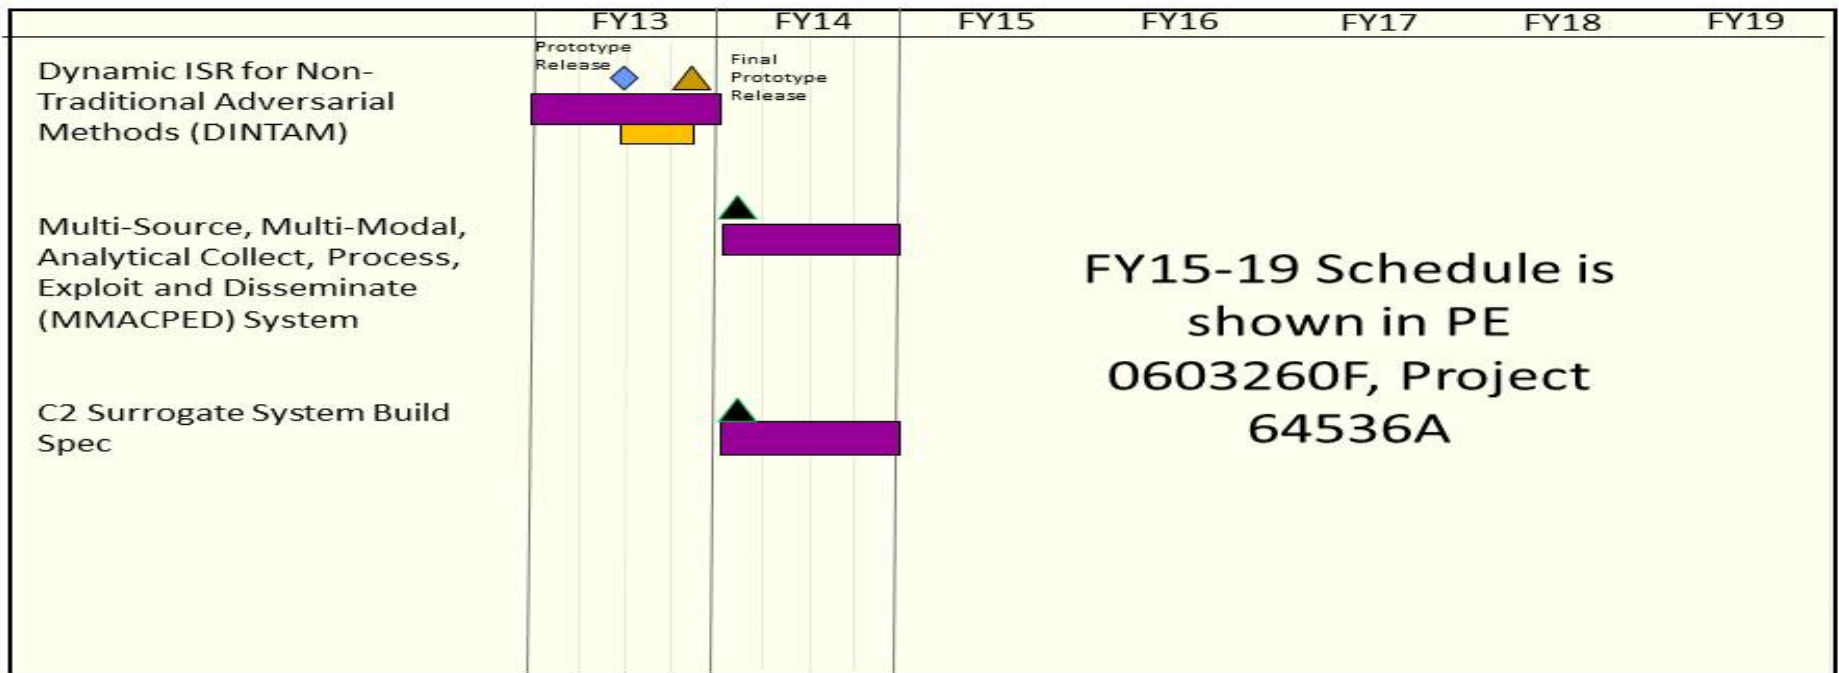 FY13 FY14 FY15 FY16 FY17 FY18 FY19
Dynamic ISR for Non-
Traditional Adversarial
Methods (DINTAM)
Prototype
Release
Final
Prototype
Release
Multi-Source, Multi-Modal,
Analytical Collect, Process,
Exploit and Disseminate
(MMACPED) System
C2 Surrogate System Build
Spec
FY15-19 Schedule is
shown in PE
0603260F, Project
64536A